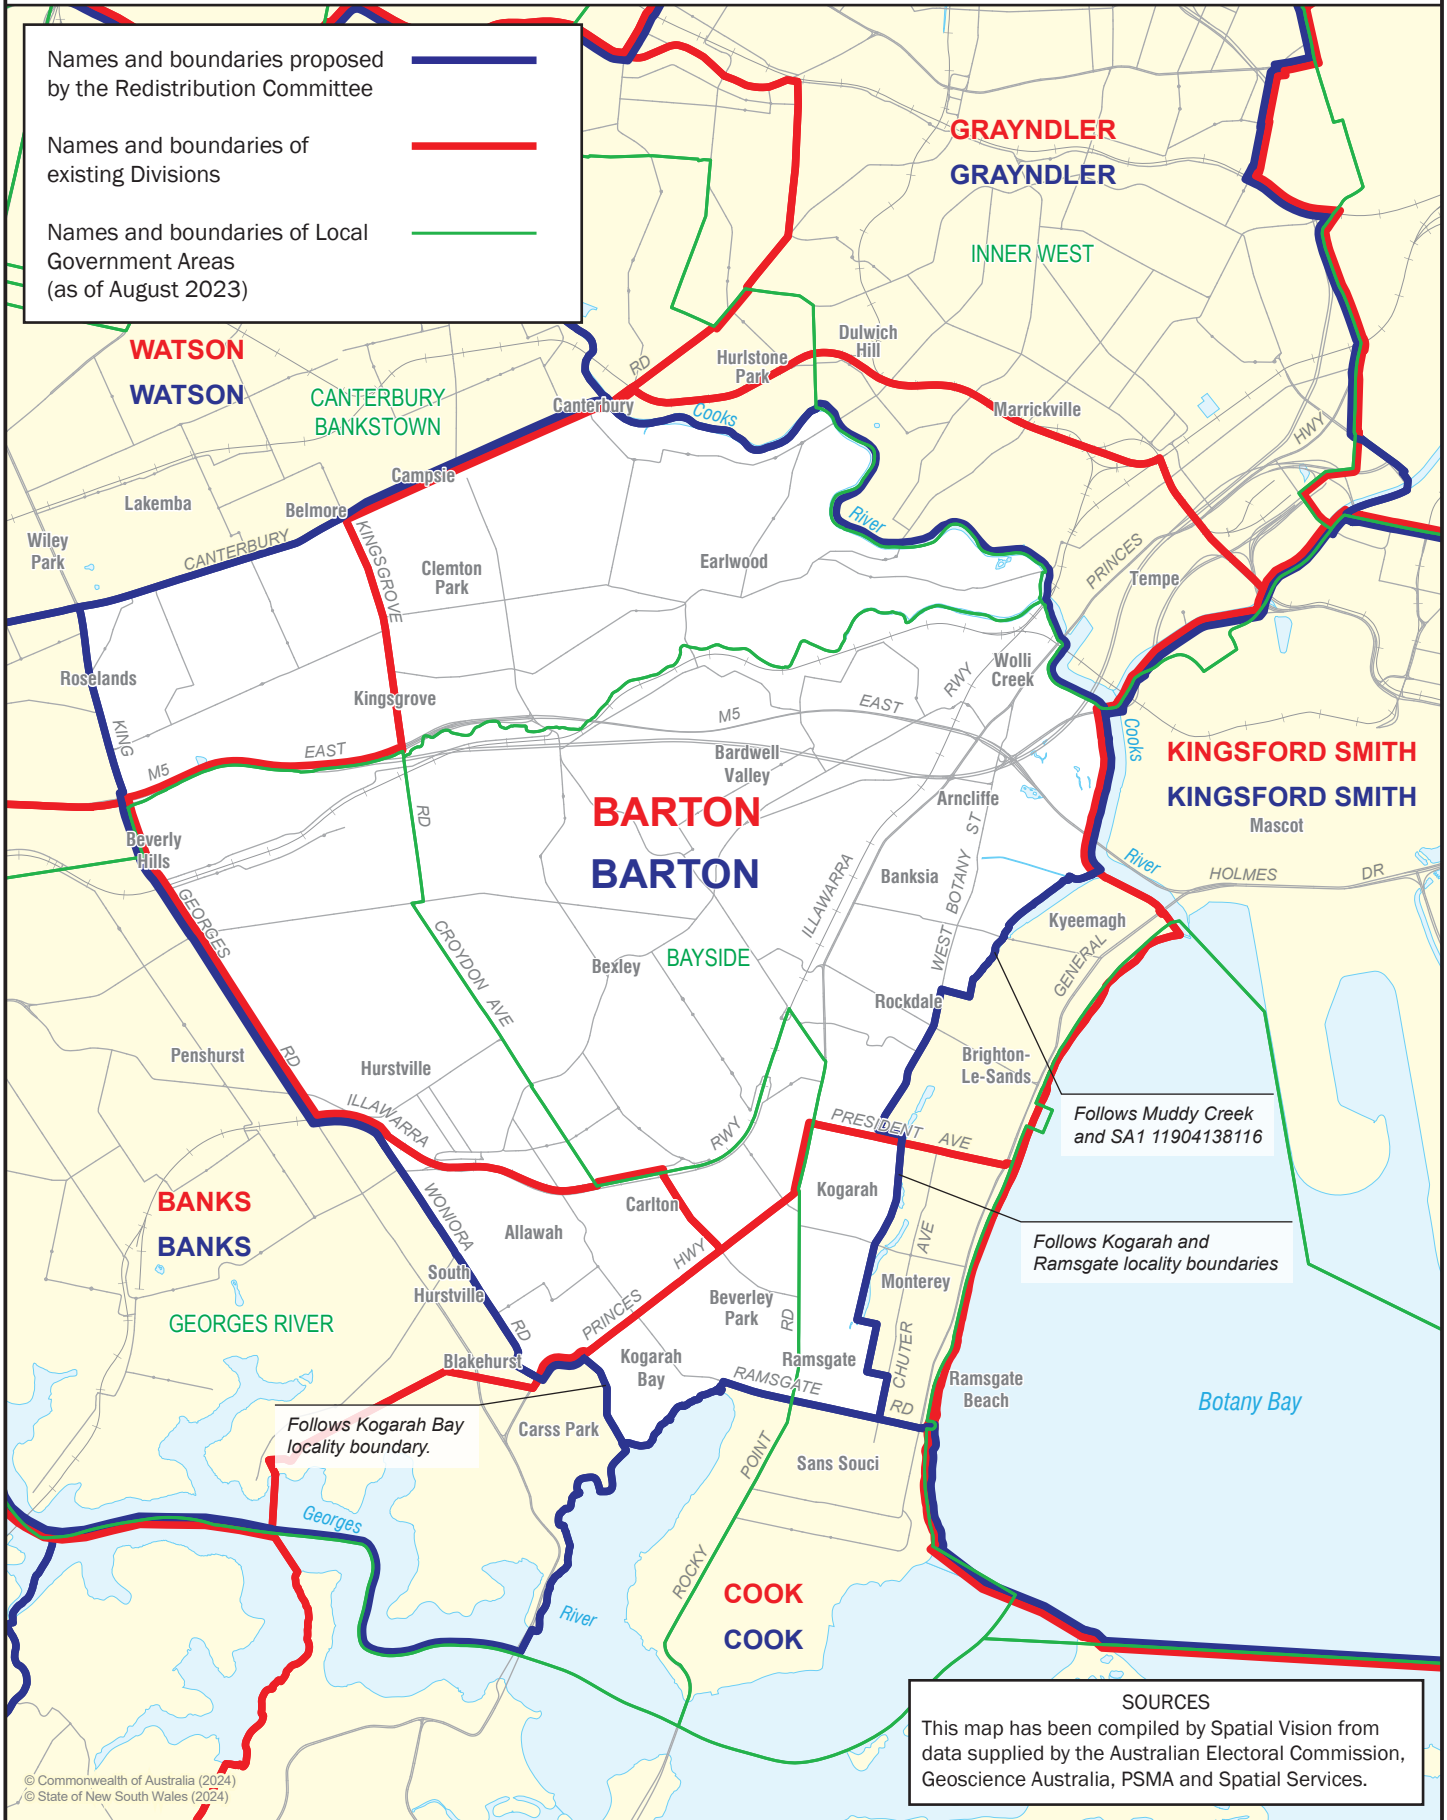 Names and boundaries proposed
by the Redistribution Committee
Names and boundaries of
existing Divisions
Names and boundaries of Local
Government Areas
(as of August 2023)
GRAYNDLER
GRAYNDLER
INNER WEST
WATSON
WATSON
CANTERBURY
BANKSTOWN
RD
Hurlstone
Park
Dulwich
Hill
Canterbury
Cooks
Marrickville
HWY
Campsie
Lakemba
Belmore
Wiley
Park
CANTERBURY
KINGSGROVE
River
Clemton
Park
Earlwood
PRINCES
Tempe
Roselands
Wolli
Creek
RWY
Kingsgrove
KING
M5
EAST
M5
EAST
Bardwell
Valley
Cooks
KINGSFORD SMITH
KINGSFORD SMITH
Mascot
BARTON
BARTON
Arncliffe
RD
Beverly
Hills
ST
BOTANY
WEST
ILLAWARRA
Banksia
River
HOLMES
DR
GEORGES
CROYDON AVE
Kyeemagh
GENERAL
Bexley
BAYSIDE
Rockdale
Penshurst
RD
Hurstville
Brighton-
Le-Sands
ILLAWARRA
RWY
PRESIDENT AVE
Follows Muddy Creek
and SA1 11904138116
BANKS
BANKS
WONIORA
Carlton
Kogarah
Allawah
HWY
AVE
Follows Kogarah and
Ramsgate locality boundaries
South
Hurstville
Monterey
Beverley
Park
PRINCES
RD
RD
GEORGES RIVER
Blakehurst
Kogarah
Bay
Ramsgate
RAMSGATE
RD
CHUTER
Ramsgate
Beach
Botany Bay
Follows Kogarah Bay
locality boundary.
Carss Park
POINT
Sans Souci
Georges
ROCKY
River
COOK
COOK
SOURCES
This map has been compiled by Spatial Vision from
data supplied by the Australian Electoral Commission,
Geoscience Australia, PSMA and Spatial Services.
© Commonwealth of Australia (2024)
© State of New South Wales (2024)